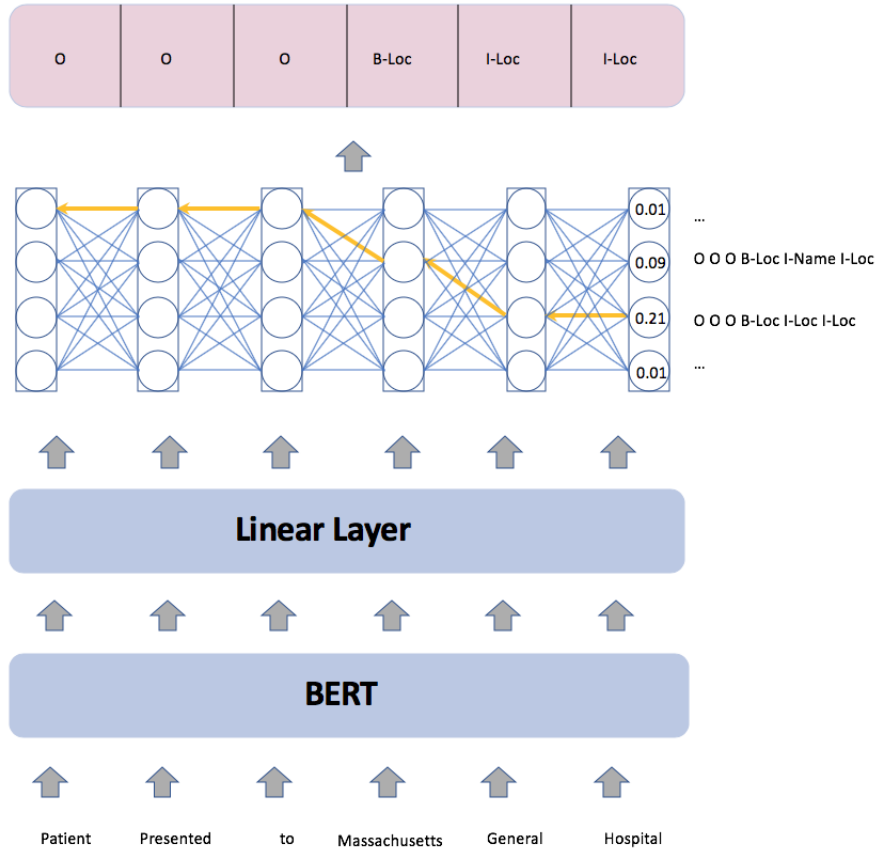 O O O B-Loc I-Loc I-Loc
0.01 ...
0.09 O O O B-Loc I-Name I-Loc
0.21 O O O B-Loc I-Loc I-Loc
0.01 ...
Linear Layer
BERT
Patient Presented to Massachusetts General Hospital